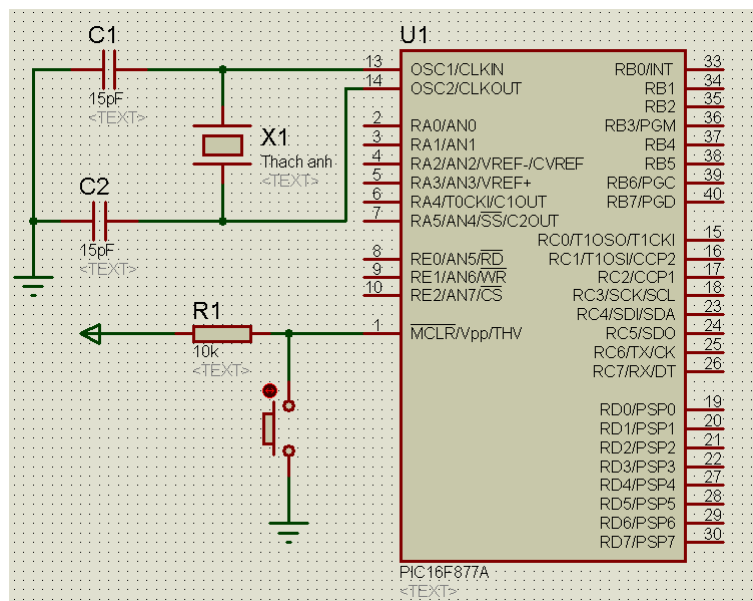 C1
15pF
<TEXT>
X1
Thach anh
<TEXT>
C2
15pF
<TEXT>
R1
10k
<TEXT>
U1
13 OSC1/CLKIN
14 OSC2/CLKOUT
2 RA0/AN0
3 RA1/AN1
4 RA2/AN2/VREF-/CVREF
5 RA3/AN3/VREF+
6 RA4/T0CKI/C1OUT
7 RA5/AN4/SS/C2OUT
8 RE0/AN5/RD
9 RE1/AN6/WR
10 RE2/AN7/CS
1 MCLR/Vpp/THV
RB0/INT 33
RB1 34
RB2 35
RB3/PGM 36
RB4 37
RB5 38
RB6/PGC 39
RB7/PGD 40
RC0/T1OSO/T1CKI 15
RC1/T1OSI/CCP2 16
RC2/CCP1 17
RC3/SCK/SCL 18
RC4/SDI/SDA 23
RC5/SDO 24
RC6/TX/CK 25
RC7/RX/DT 26
RD0/PSP0 19
RD1/PSP1 20
RD2/PSP2 21
RD3/PSP3 22
RD4/PSP4 27
RD5/PSP5 28
RD6/PSP6 29
RD7/PSP7 30
PIC16F877A
<TEXT>